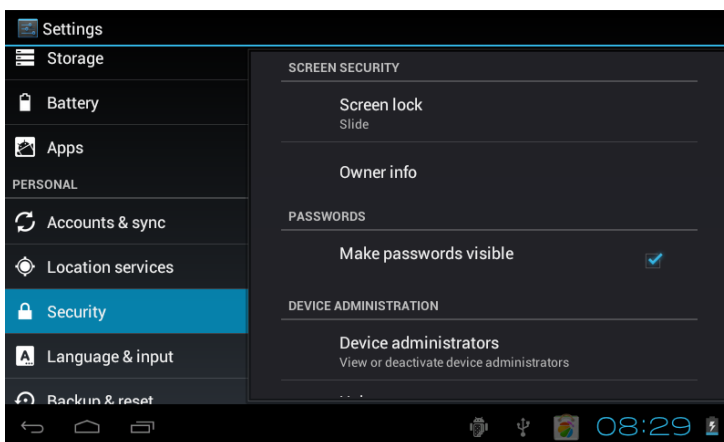 Settings
Storage
Battery
Apps
PERSONAL
Accounts & sync
Location services
Security
Language & input
Backup & reset
SCREEN SECURITY
Screen lock
Slide
Owner info
PASSWORDS
Make passwords visible
DEVICE ADMINISTRATION
Device administrators
View or deactivate device administrators
08:29